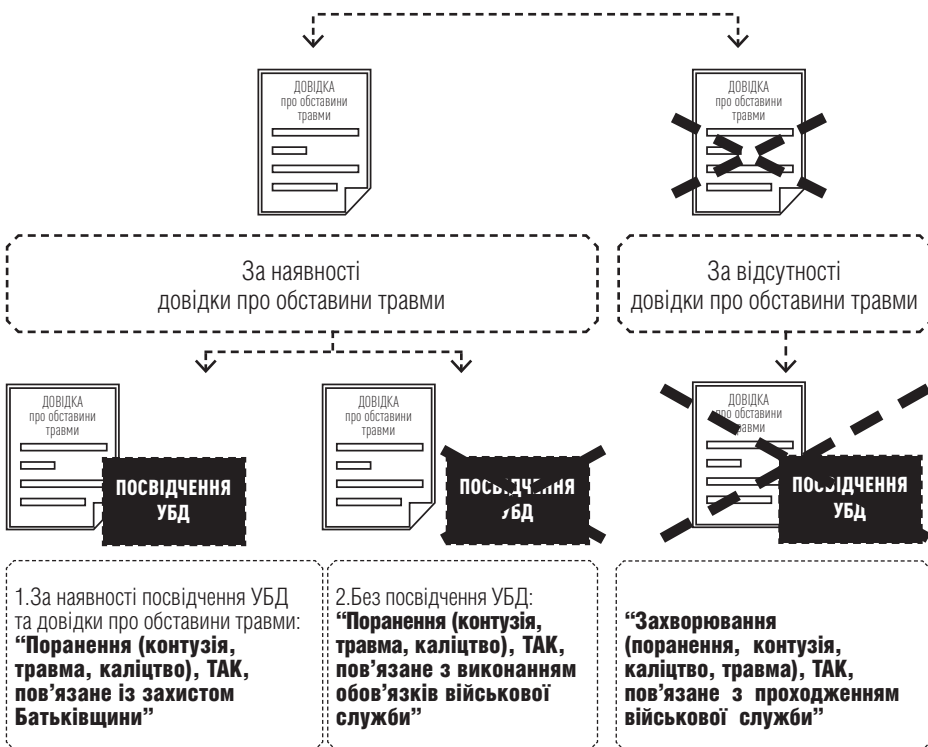 ДОВІДКА
про обставини
травми
ДОВІДКА
про обставини
травми
За наявності
довідки про обставини травми
За відсутності
довідки про обставини травми
ДОВІДКА
про обставини
травми
ПОСВІДЧЕННЯ
УБД
ДОВІДКА
про обставини
травми
ПОСВІДЧЕННЯ
УБД
ДОВІДКА
про обставини
травми
ПОСВІДЧЕННЯ
УБД
1.За наявності посвідчення УБД
та довідки про обставини травми:
“Поранення (контузія,
травма, каліцтво), ТАК,
пов’язане із захистом
Батьківщини”
2.Без посвідчення УБД:
“Поранення (контузія,
травма, каліцтво), ТАК,
пов’язане з виконанням
обов’язків військової
служби”
“Захворювання
(поранення, контузія,
каліцтво, травма), ТАК,
пов’язане з проходженням
військової служби”